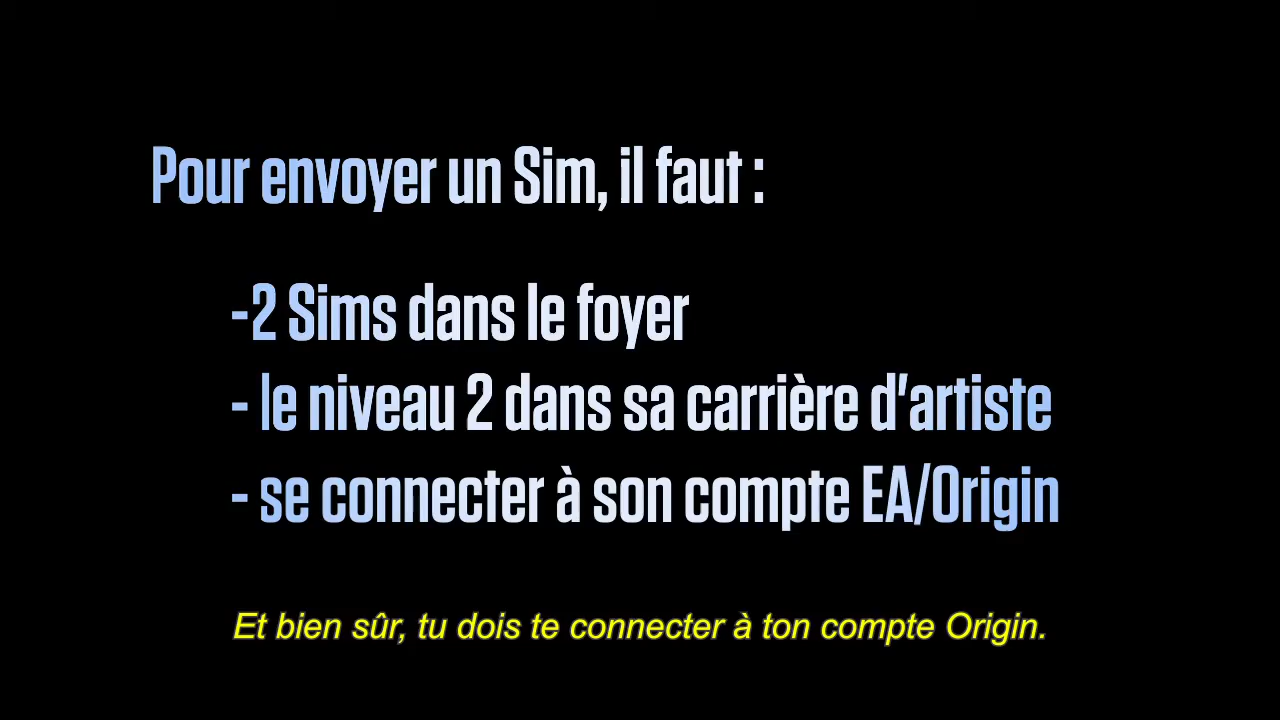 Pour envoyer un Sim, il faut :
-2 Sims dans le foyer
- le niveau 2 dans sa carrière d'artiste
- se connecter à son compte EA/Origin
Et bien sûr, tu dois te connecter à ton compte Origin.